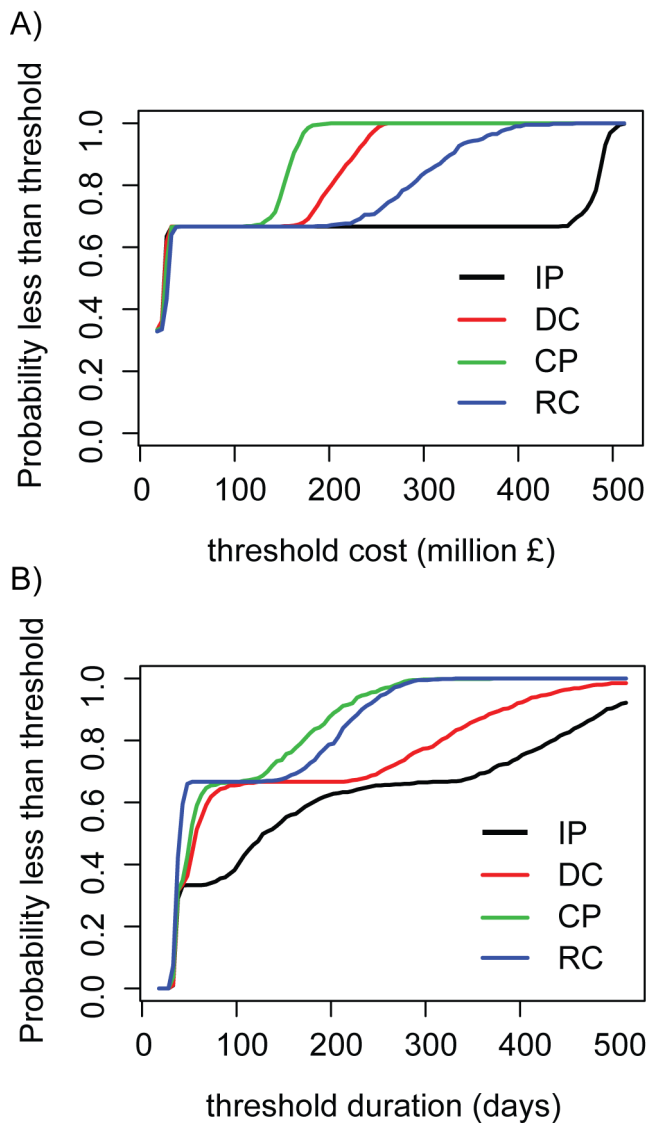 A)
Probability less than threshold
1.0
0.8
0.6
0.4
0.2
0.0
IP
DC
CP
RC
0 100 200 300 400 500
threshold cost (million £)
B)
Probability less than threshold
1.0
0.8
0.6
0.4
0.2
0.0
IP
DC
CP
RC
0 100 200 300 400 500
threshold duration (days)